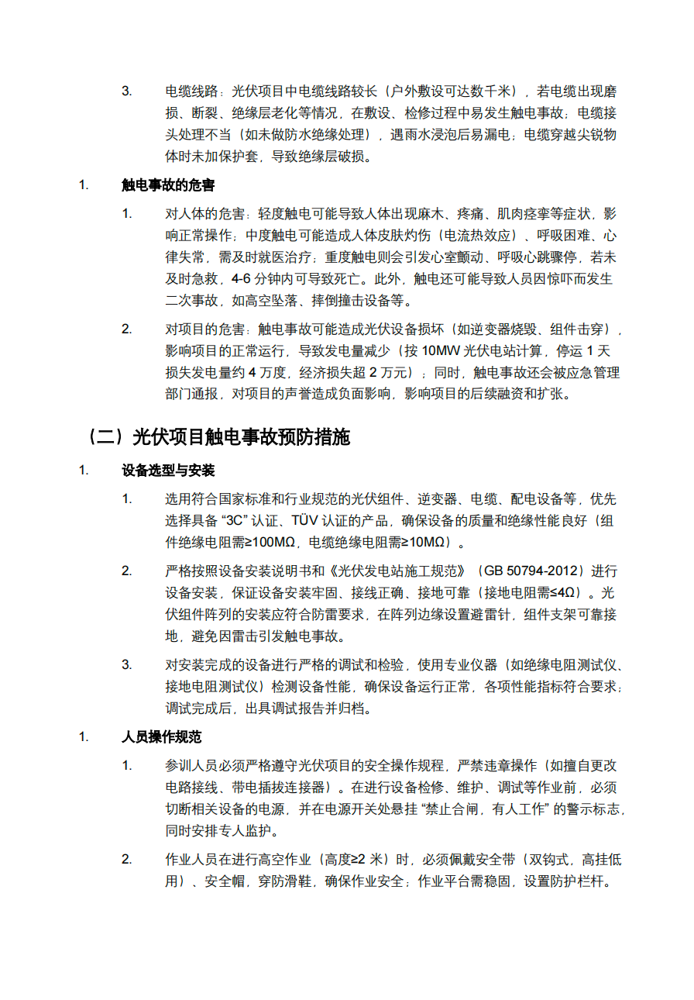 3. 电缆线路：光伏项目中电缆线路较长（户外敷设可达数千米），若电缆出现磨
损、断裂、绝缘层老化等情况，在敷设、检修过程中易发生触电事故；电缆接
头处理不当（如未做防水绝缘处理），遇雨水浸泡后易漏电；电缆穿越尖锐物
体时未加保护套，导致绝缘层破损。
1. 触电事故的危害
1. 对人体的危害：轻度触电可能导致人体出现麻木、疼痛、肌肉痉挛等症状，影
响正常操作；中度触电可能造成人体皮肤灼伤（电流热效应）、呼吸困难、心
律失常，需及时就医治疗；重度触电则会引发心室颤动、呼吸心跳骤停，若未
及时急救，4-6 分钟内可导致死亡。此外，触电还可能导致人员因惊吓而发生
二次事故，如高空坠落、摔倒撞击设备等。
2. 对项目的危害：触电事故可能造成光伏设备损坏（如逆变器烧毁、组件击穿），
影响项目的正常运行，导致发电量减少（按 10MW 光伏电站计算，停运 1 天
损失发电量约 4 万度，经济损失超 2 万元）；同时，触电事故还会被应急管理
部门通报，对项目的声誉造成负面影响，影响项目的后续融资和扩张。
（二）光伏项目触电事故预防措施
1. 设备选型与安装
1. 选用符合国家标准和行业规范的光伏组件、逆变器、电缆、配电设备等，优先
选择具备 “3C” 认证、TÜV 认证的产品，确保设备的质量和绝缘性能良好（组
件绝缘电阻需≥100MΩ，电缆绝缘电阻需≥10MΩ）。
2. 严格按照设备安装说明书和《光伏发电站施工规范》（GB 50794-2012）进行
设备安装，保证设备安装牢固、接线正确、接地可靠（接地电阻需≤4Ω）。光
伏组件阵列的安装应符合防雷要求，在阵列边缘设置避雷针，组件支架可靠接
地，避免因雷击引发触电事故。
3. 对安装完成的设备进行严格的调试和检验，使用专业仪器（如绝缘电阻测试仪、
接地电阻测试仪）检测设备性能，确保设备运行正常，各项性能指标符合要求；
调试完成后，出具调试报告并归档。
1. 人员操作规范
1. 参训人员必须严格遵守光伏项目的安全操作规程，严禁违章操作（如擅自更改
电路接线、带电插拔连接器）。在进行设备检修、维护、调试等作业前，必须
切断相关设备的电源，并在电源开关处悬挂 “禁止合闸，有人工作” 的警示标志，
同时安排专人监护。
2. 作业人员在进行高空作业（高度≥2 米）时，必须佩戴安全带（双钩式，高挂低
用）、安全帽，穿防滑鞋，确保作业安全；作业平台需稳固，设置防护栏杆。